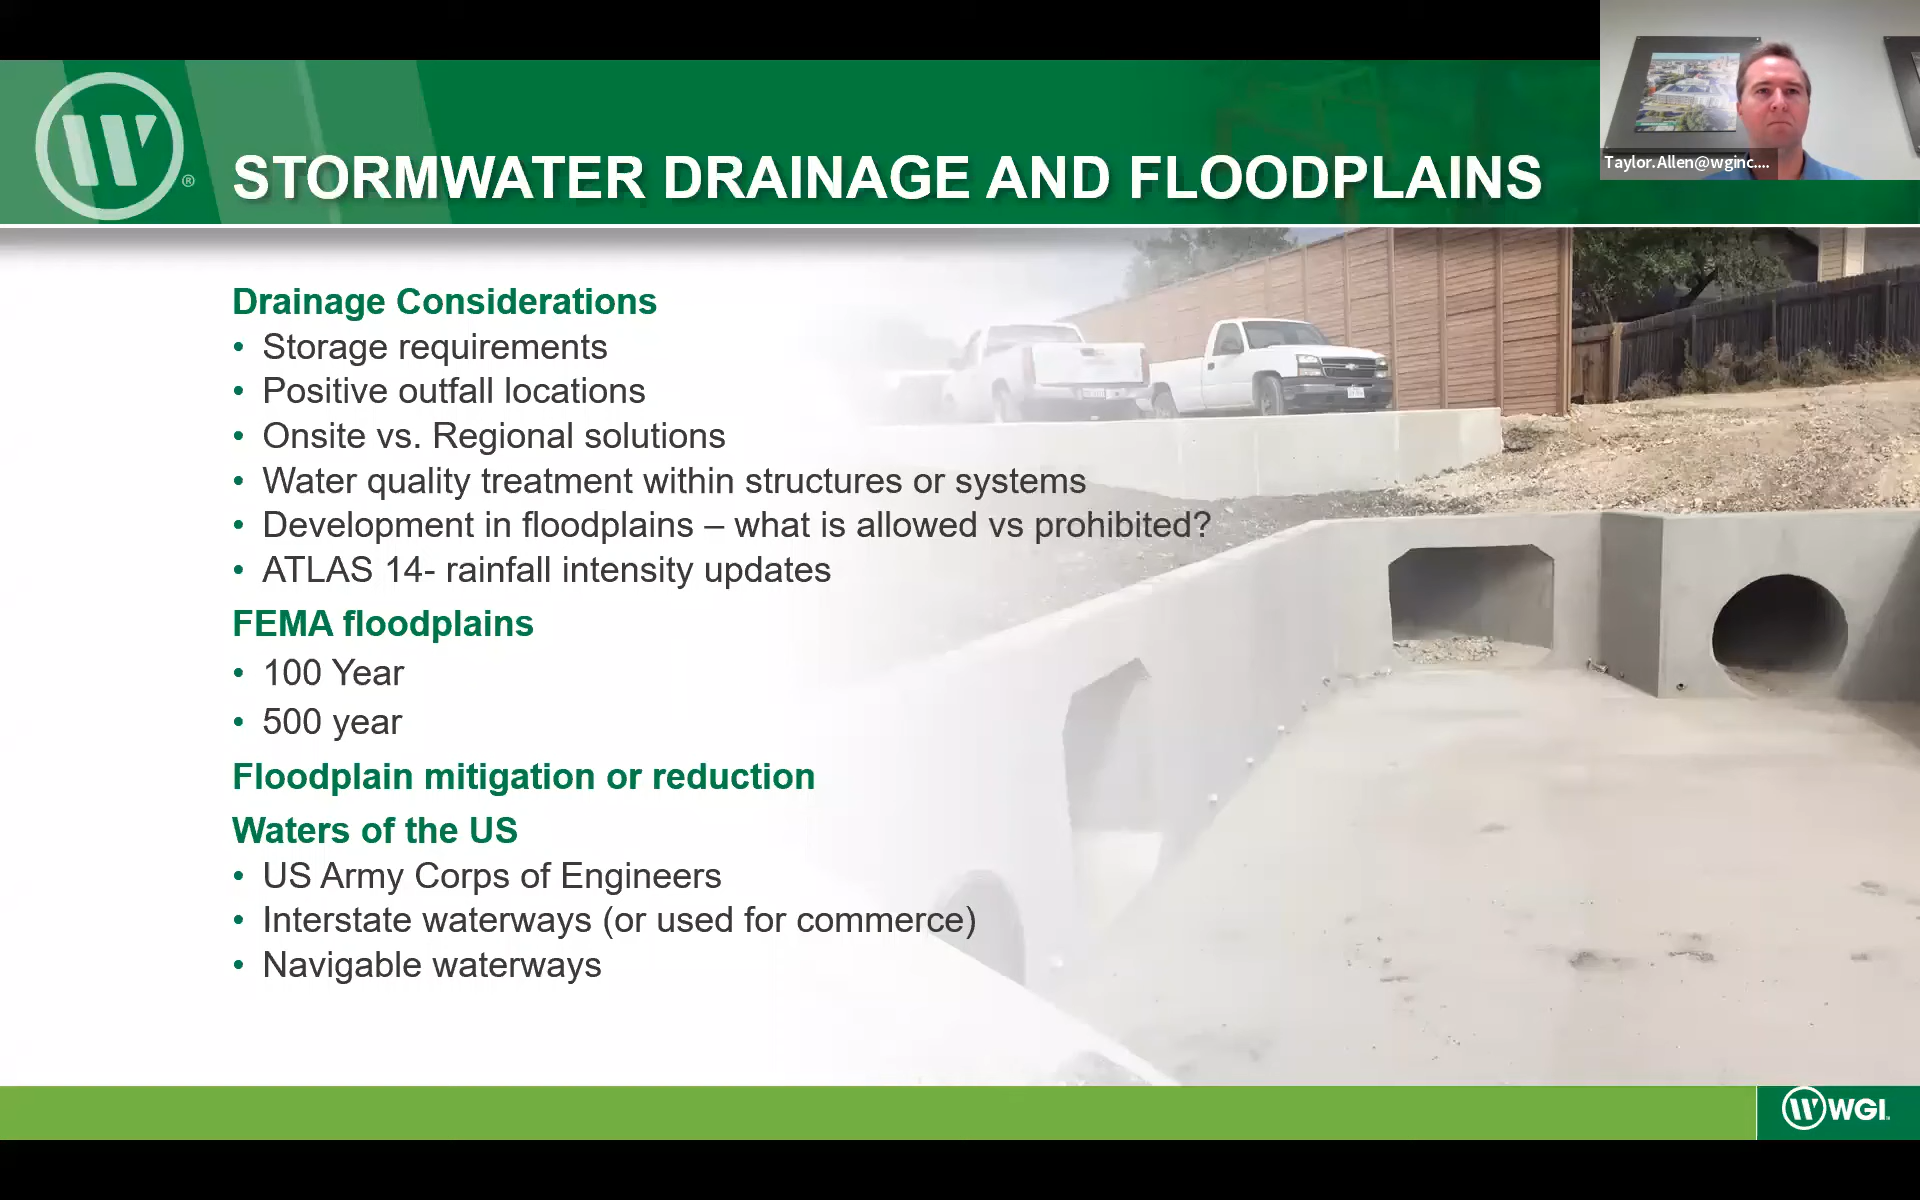 STORMWATER DRAINAGE AND FLOODPLAINS
®
Taylor.Allen@wginc....
Drainage Considerations
• Storage requirements
• Positive outfall locations
• Onsite vs. Regional solutions
• Water quality treatment within structures or systems
• Development in floodplains – what is allowed vs prohibited?
• ATLAS 14- rainfall intensity updates
FEMA floodplains
• 100 Year
• 500 year
Floodplain mitigation or reduction
Waters of the US
• US Army Corps of Engineers
• Interstate waterways (or used for commerce)
• Navigable waterways
WGI